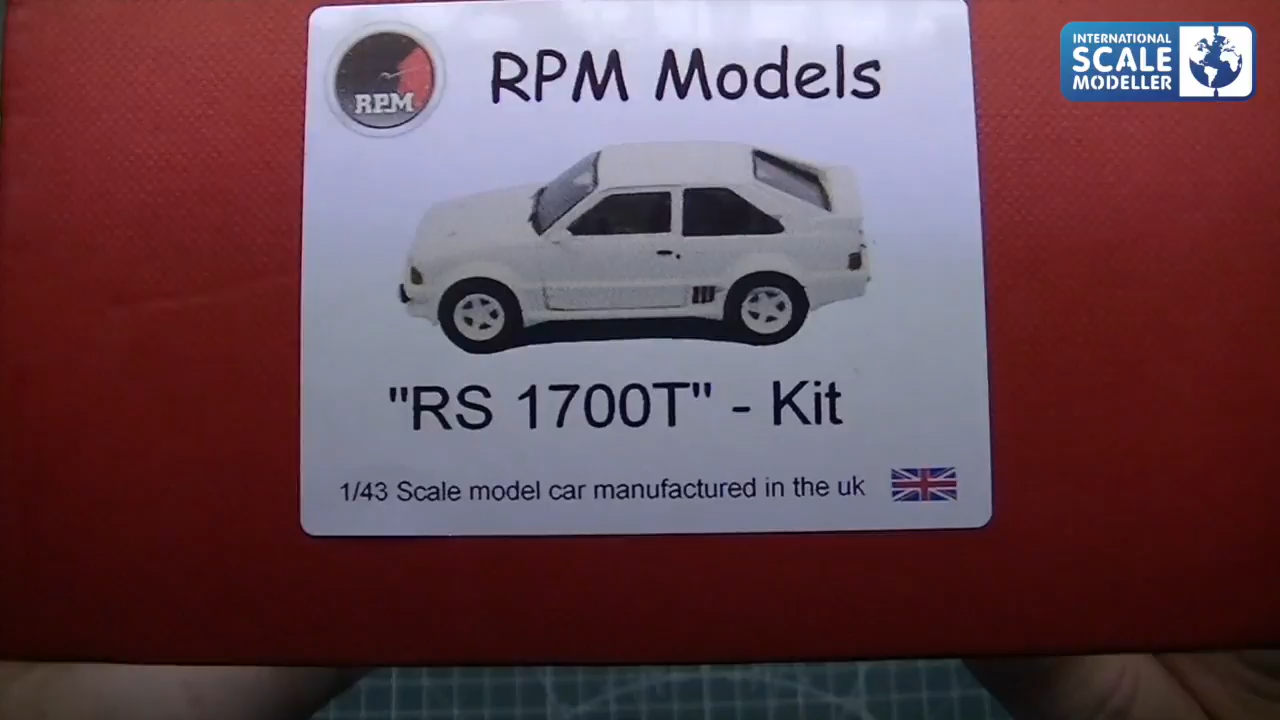 RPM Models
RPM
"RS 1700T" - Kit
1/43 Scale model car manufactured in the uk
INTERNATIONAL
SCALE
MODELLER